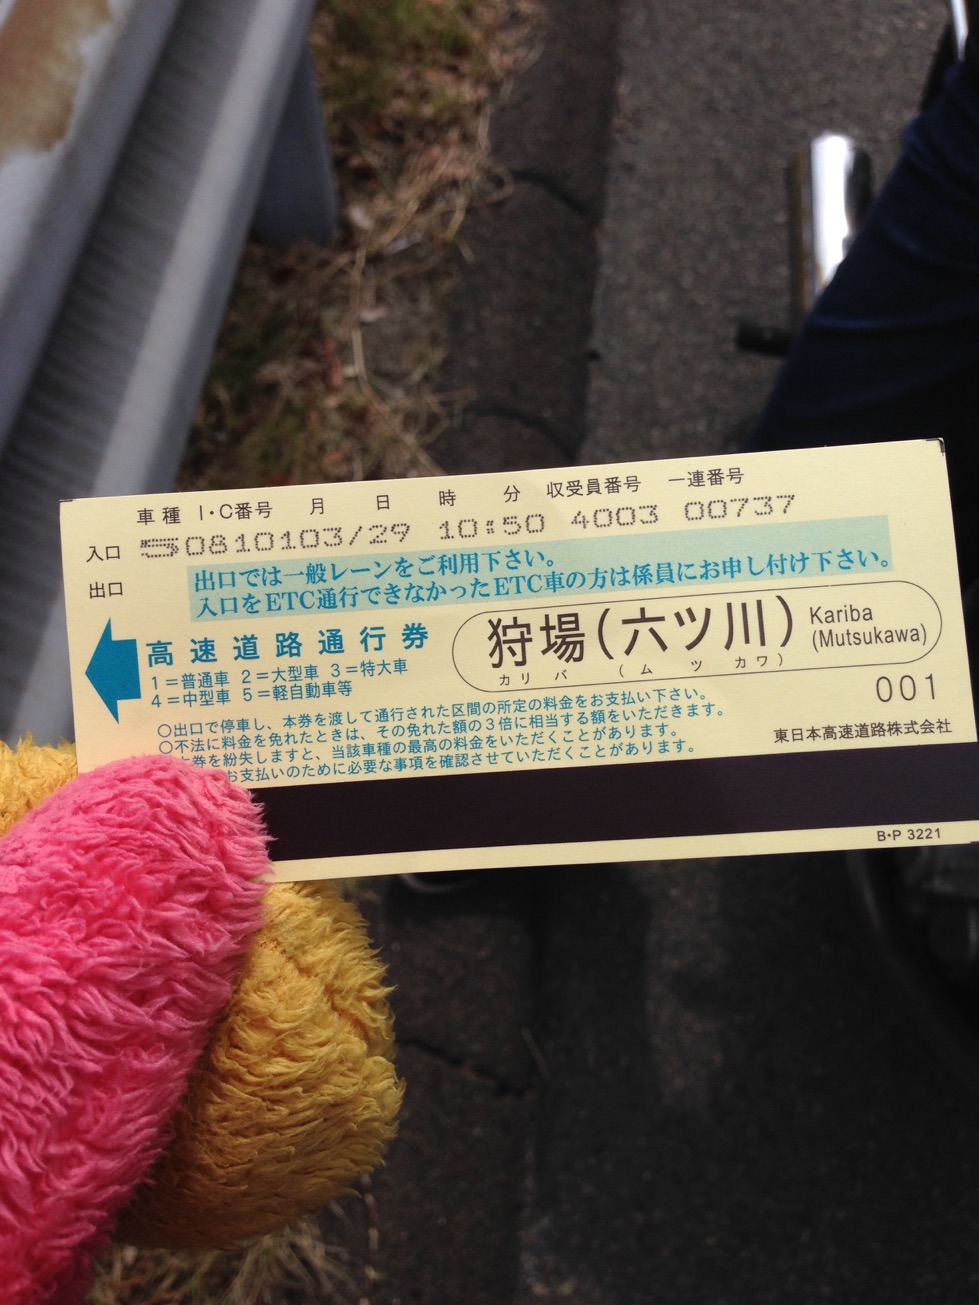 車種 I・C番号 月 日 時 分 収受員番号 一連番号
入口 50810103/29 10:50 4003 00737
出口
出口では一般レーンをご利用下さい。
入口をETC通行できなかったETC車の方は係員にお申し付け下さい。
高速道路通行券
1=普通車 2=大型車 3=特大車
4=中型車 5=軽自動車等
狩場(六ツ川)
カリバ (ムツカワ)
Kariba
(Mutsukawa)
001
○出口で停車し、本券を渡して通行された区間の所定の料金をお支払い下さい。
○不法に料金を免れたときは、その免れた額の3倍に相当する額をいただきます。
券を紛失しますと、当該車種の最高の料金をいただくことがあります。
お支払いのために必要な事項を確認させていただくことがあります。
東日本高速道路株式会社
B・P 3221